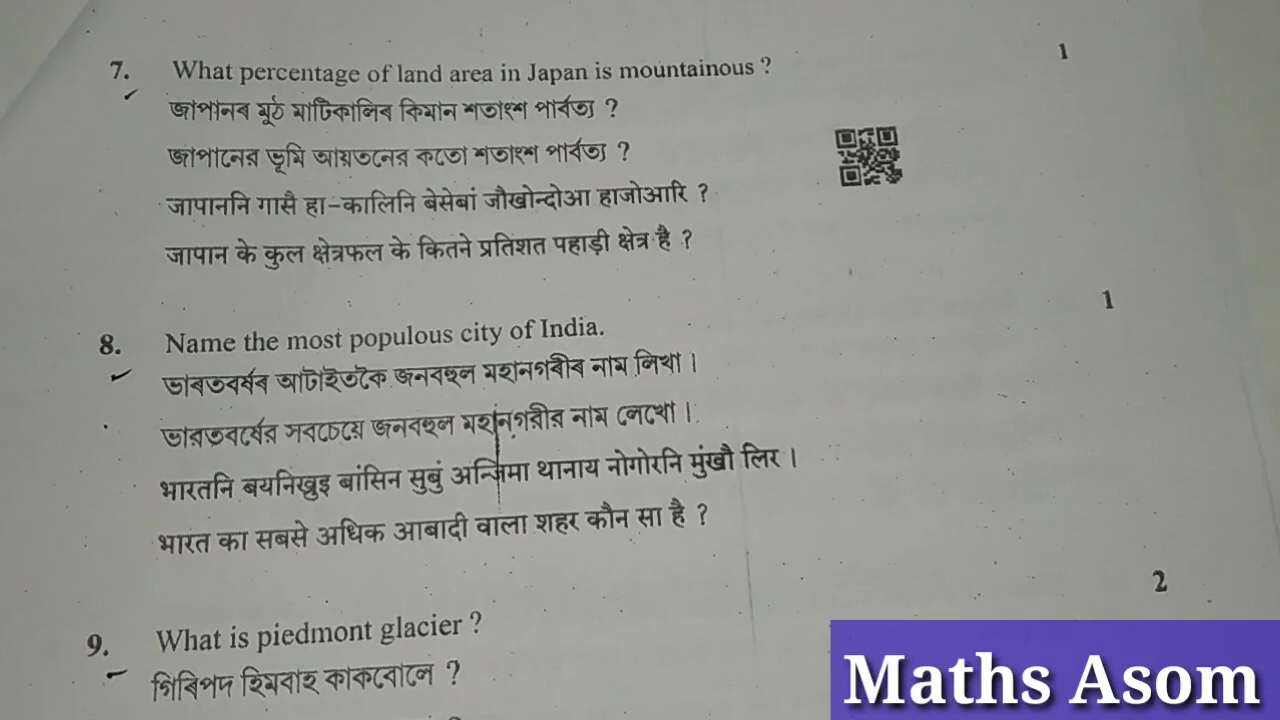 7. What percentage of land area in Japan is mountainous ? 1
জাপানৰ মুঠ মাটিকালিৰ কিমান শতাংশ পাৰ্বত্য ?
জাপানের ভূমি আয়তনের কতো শতাংশ পার্বত্য ?
जापाननि गासै हा-कालिनि बेसेबां जौखोन्दोआ हाजोआरि ?
जापान के कुल क्षेत्रफल के कितने प्रतिशत पहाड़ी क्षेत्र है ?
8. Name the most populous city of India. 1
ভাৰতবৰ্ষৰ আটাইতকৈ জনবহুল মহানগৰীৰ নাম লিখা ।
ভারতবর্ষের সবচেয়ে জনবহুল মহানগরীর নাম লেখো ।
भारतनि बयनिखुइ बांसिन सुबुं अन्जिमा थानाय नोगोरनि मुंखौ लिर ।
भारत का सबसे अधिक आबादी वाला शहर कौन सा है ?
9. What is piedmont glacier ? 2
গিৰিপদ হিমবাহ কাকবোলে ?
Maths Asom